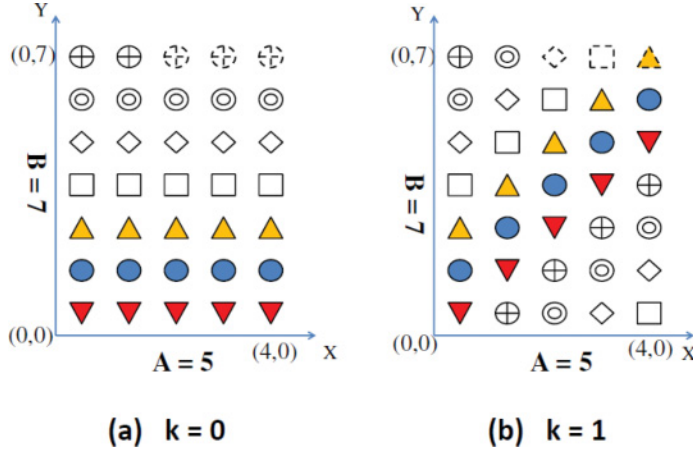 Y
(0,7)
B = 7
(0,0)
(4,0)
X
A = 5
(a) k = 0
Y
(0,7)
B = 7
(0,0)
(4,0)
X
A = 5
(b) k = 1